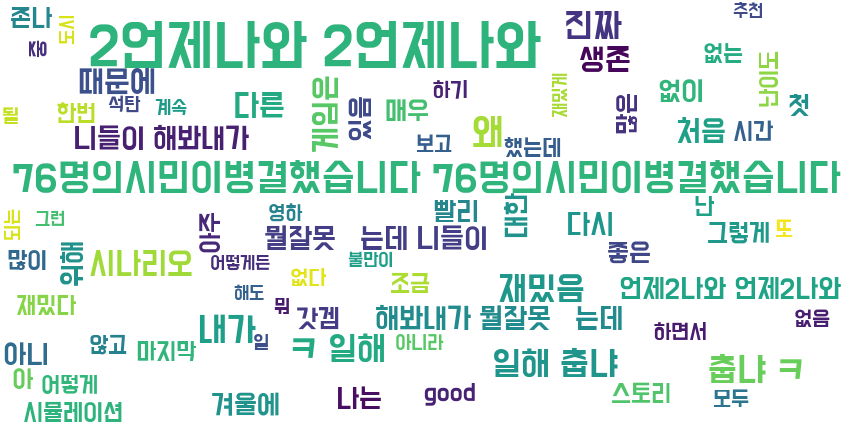 존나
추천
2언제나와 2언제나와
진짜
생존
없는
때문에
하기
재밌게
없이
첫
될
한번
석탄
계속
다른
게임은
있음
매우
왜
처음
시간
니들이 해봐내가
보고
했는데
76명의시민이병결했습니다 76명의시민이병결했습니다
되는
그런
영하
빨리
대한
다시
난
또
그렇게
뭘잘못
는데 니들이
좋은
많이
위해
시나리오
어떻게든
불만이
없다
조금
재밌음
언제2나와 언제2나와
해도
재밌다
뭐
갓겜
해봐내가 뭘잘못
는데
없음
내가
하면서
아니
않고
마지막
일
ㅋ 일해
아니라
일해 춥냐
춥냐 ㅋ
아
어떻게
나는
good
스토리
모두
시뮬레이션
겨울에